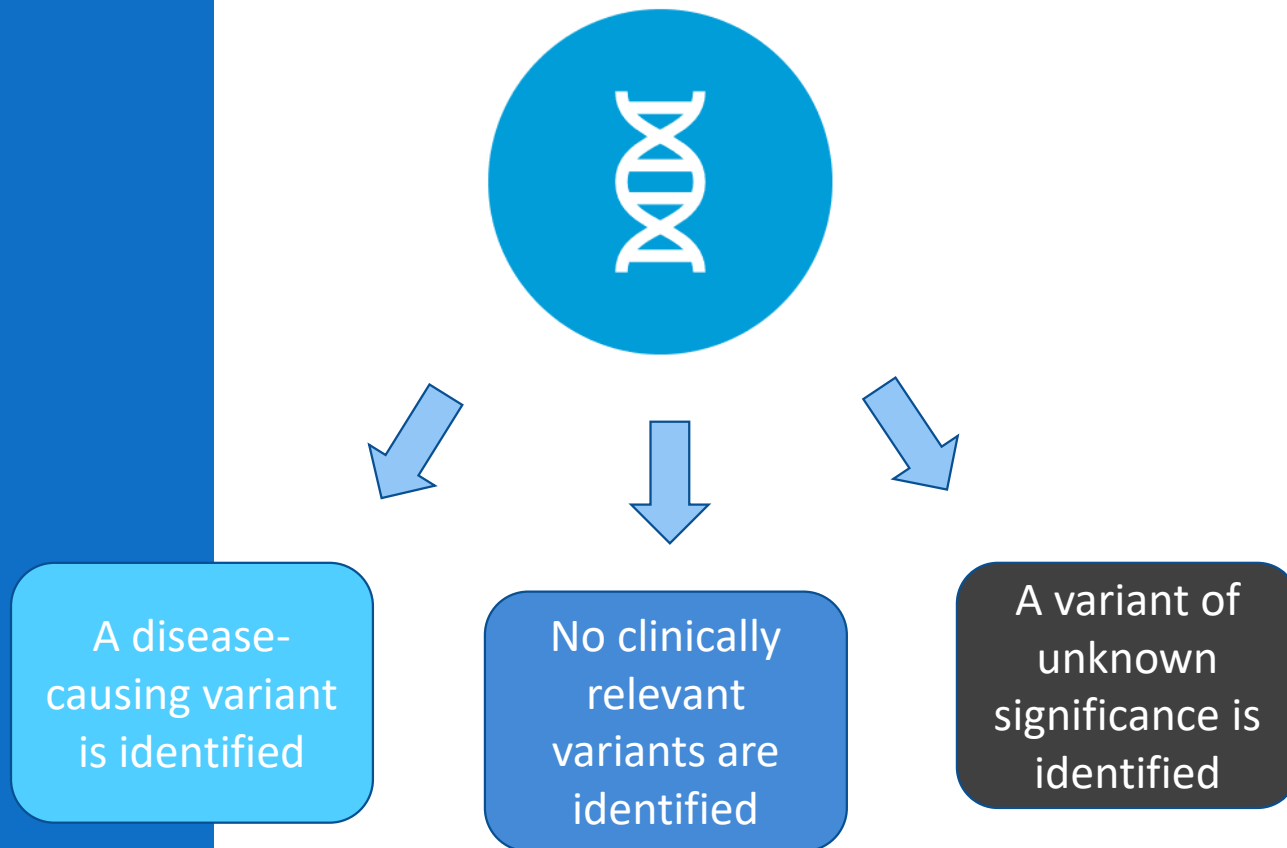 A disease-
causing variant
is identified
No clinically
relevant
variants are
identified
A variant of
unknown
significance is
identified